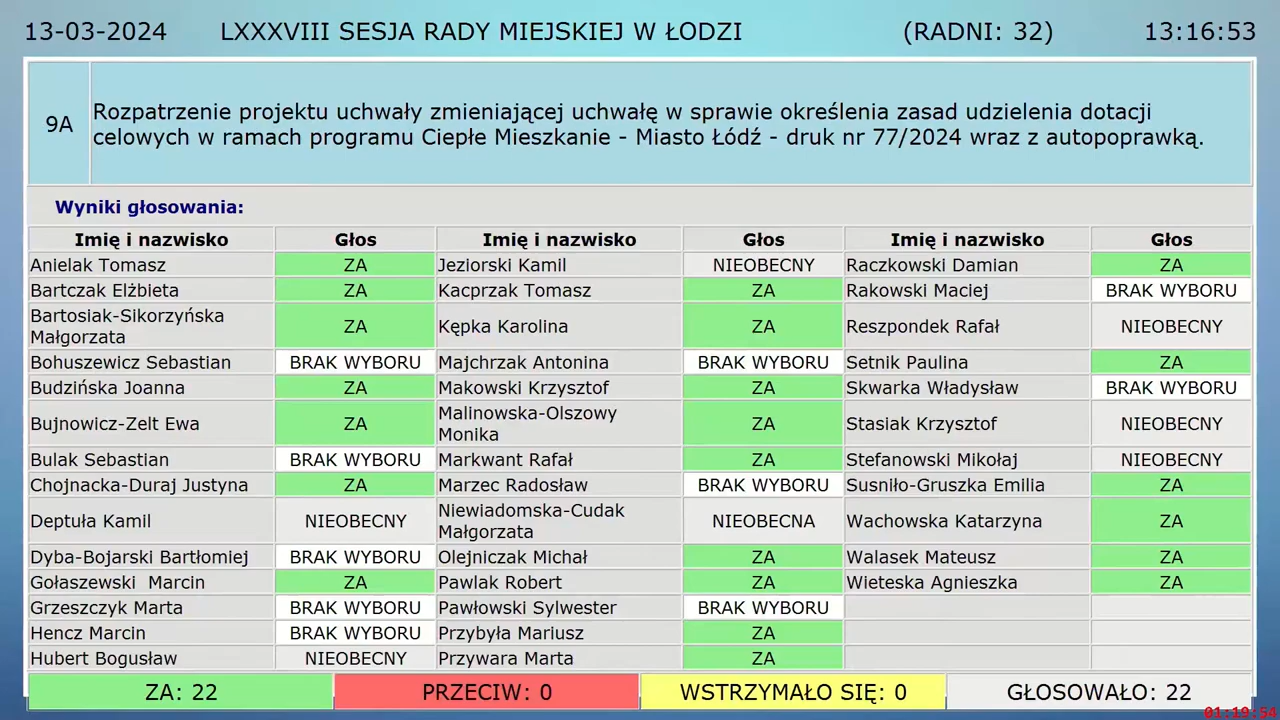 13-03-2024 LXXXVIII SESJA RADY MIEJSKIEJ W ŁODZI (RADNI: 32) 13:16:53
9A
Rozpatrzenie projektu uchwały zmieniającej uchwałę w sprawie określenia zasad udzielenia dotacji
celowych w ramach programu Ciepłe Mieszkanie - Miasto Łódź - druk nr 77/2024 wraz z autopoprawką.
Wyniki głosowania:
Imię i nazwisko Głos Imię i nazwisko Głos Imię i nazwisko Głos
Anielak Tomasz ZA Jeziorski Kamil NIEOBECNY Raczkowski Damian ZA
Bartczak Elżbieta ZA Kacprzak Tomasz ZA Rakowski Maciej BRAK WYBORU
Bartosiak-Sikorzyńska
Małgorzata ZA Kępka Karolina ZA Reszpondek Rafał NIEOBECNY
Bohuszewicz Sebastian BRAK WYBORU Majchrzak Antonina BRAK WYBORU Setnik Paulina ZA
Budzińska Joanna ZA Makowski Krzysztof ZA Skwarka Władysław BRAK WYBORU
Bujnowicz-Zelt Ewa ZA Malinowska-Olszowy
Monika ZA Stasiak Krzysztof NIEOBECNY
Bulak Sebastian BRAK WYBORU Markwant Rafał ZA Stefanowski Mikołaj NIEOBECNY
Chojnacka-Duraj Justyna ZA Marzec Radosław BRAK WYBORU Susniło-Gruszka Emilia ZA
Deptuła Kamil NIEOBECNY Niewiadomska-Cudak
Małgorzata NIEOBECNA Wachowska Katarzyna ZA
Dyba-Bojarski Bartłomiej BRAK WYBORU Olejniczak Michał ZA Walasek Mateusz ZA
Gołaszewski Marcin ZA Pawlak Robert ZA Wieteska Agnieszka ZA
Grzeszczyk Marta BRAK WYBORU Pawłowski Sylwester BRAK WYBORU
Hencz Marcin BRAK WYBORU Przybyła Mariusz ZA
Hubert Bogusław NIEOBECNY Przywara Marta ZA
ZA: 22 PRZECIW: 0 WSTRZYMAŁO SIĘ: 0 GŁOSOWAŁO: 22
01:19:54